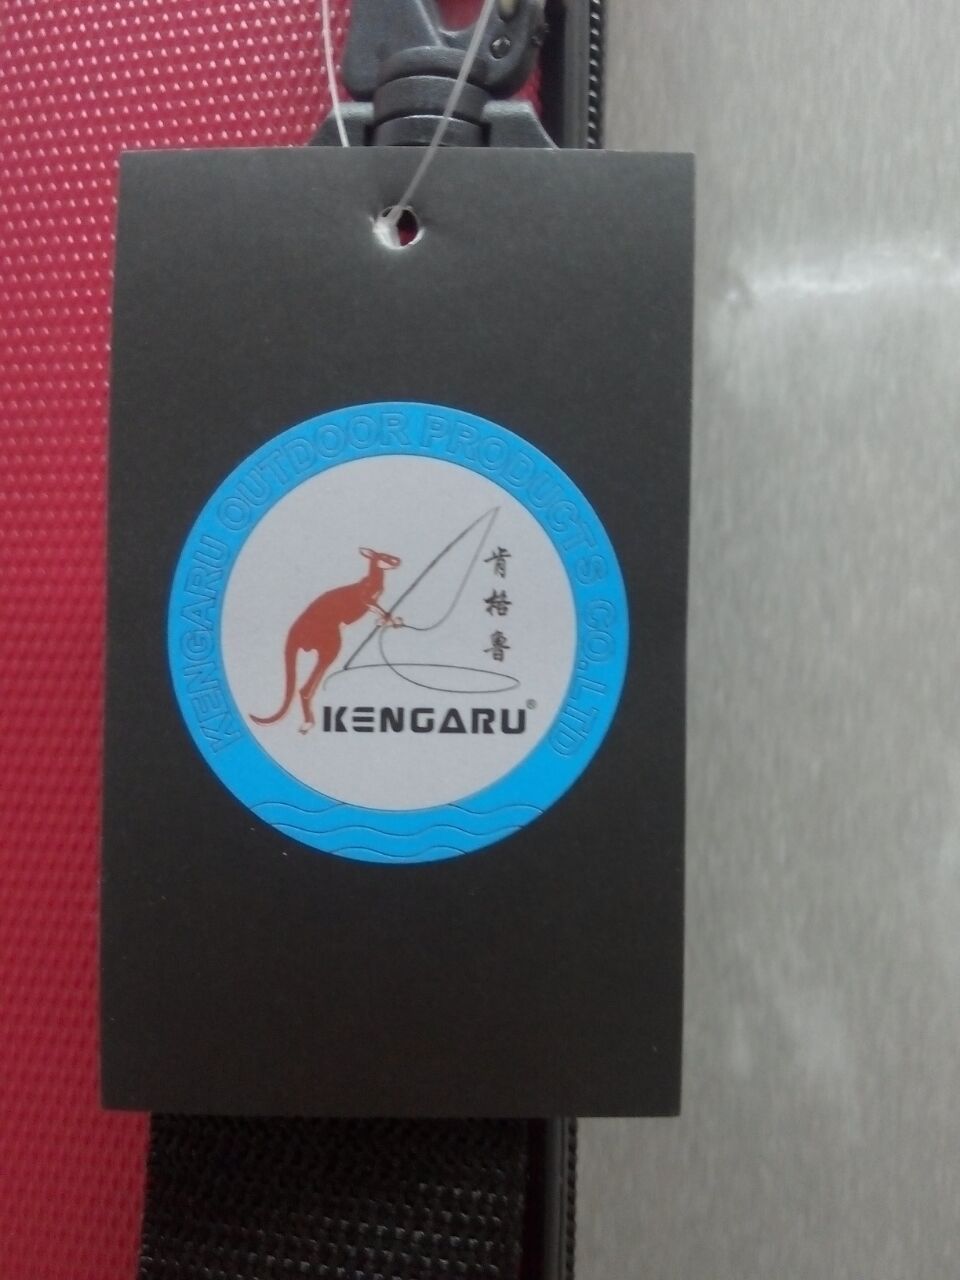 KENGARU OUTDOOR PRODUCTS CO.LTD
肯格鲁
KENGARU®